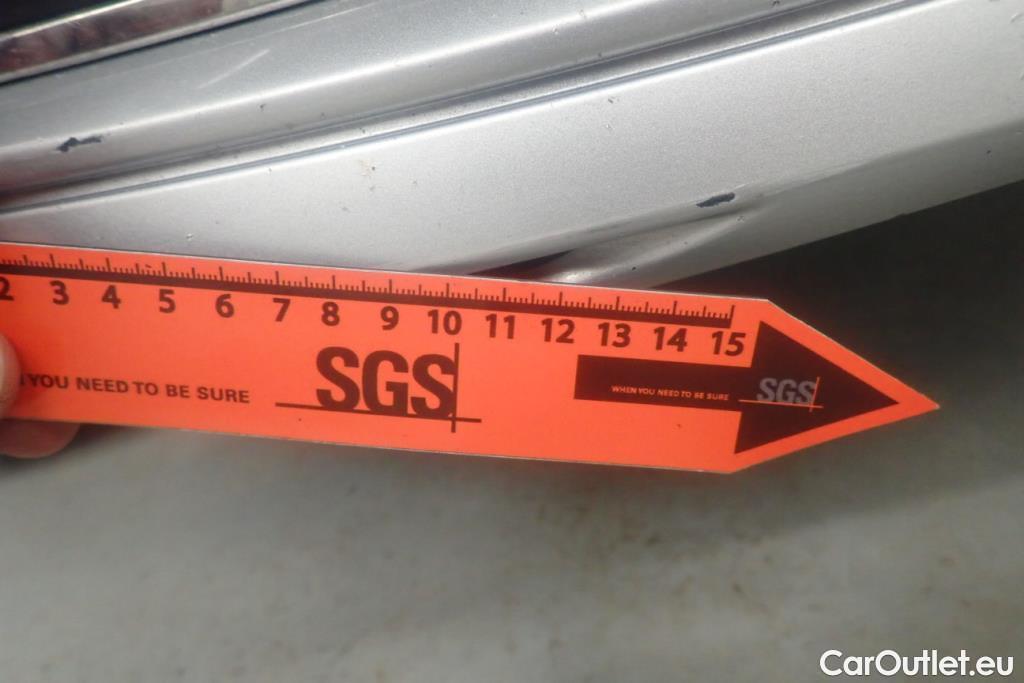 2 3 4 5 6 7 8 9 10 11 12 13 14 15
YOU NEED TO BE SURE
SGS
WHEN YOU NEED TO BE SURE
SGS
CarOutlet.eu